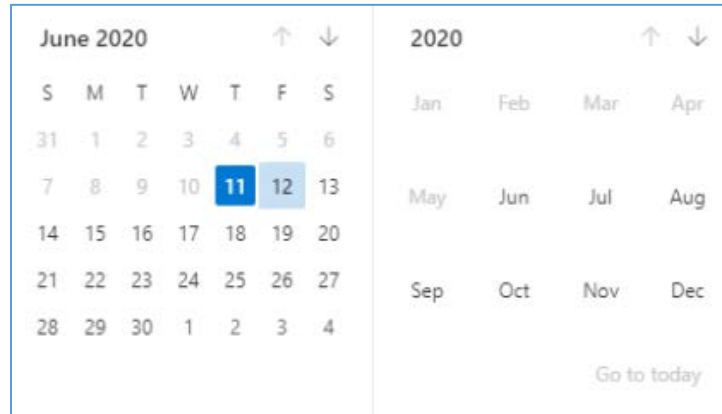 June 2020
S M T W T F S
31 1 2 3 4 5 6
7 8 9 10 11 12 13
14 15 16 17 18 19 20
21 22 23 24 25 26 27
28 29 30 1 2 3 4
2020
Jan Feb Mar Apr
May Jun Jul Aug
Sep Oct Nov Dec
Go to today